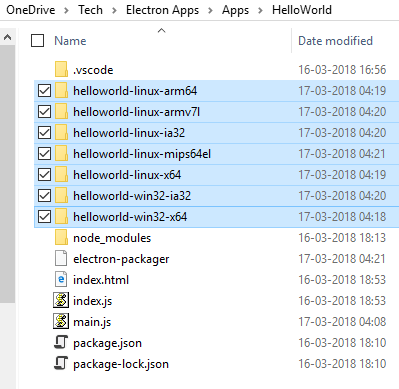 OneDrive > Tech > Electron Apps > Apps > HelloWorld
Name Date modified
.vscode 16-03-2018 16:56
helloworld-linux-arm64 17-03-2018 04:19
helloworld-linux-armv7l 17-03-2018 04:20
helloworld-linux-ia32 17-03-2018 04:20
helloworld-linux-mips64el 17-03-2018 04:21
helloworld-linux-x64 17-03-2018 04:19
helloworld-win32-ia32 17-03-2018 04:20
helloworld-win32-x64 17-03-2018 04:18
node_modules 16-03-2018 18:13
electron-packager 17-03-2018 04:21
index.html 16-03-2018 18:53
index.js 16-03-2018 18:53
main.js 17-03-2018 04:08
package.json 16-03-2018 18:10
package-lock.json 16-03-2018 18:10